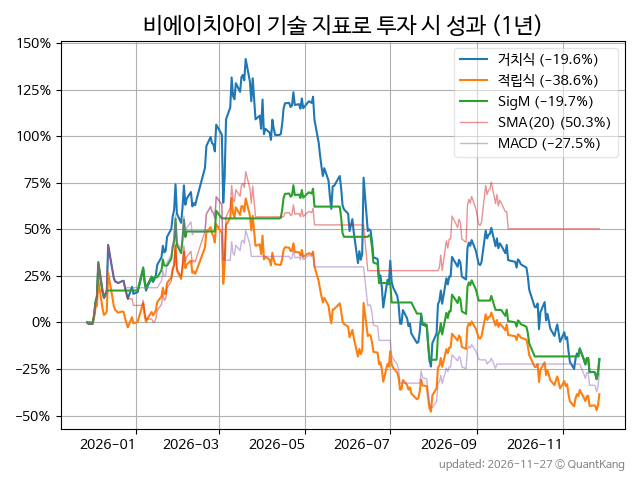 비에이치아이 기술 지표로 투자 시 성과 (1년)
150%
125%
100%
75%
50%
25%
0%
−25%
−50%
거치식 (−19.6%)
적립식 (−38.6%)
SigM (−19.7%)
SMA(20) (50.3%)
MACD (−27.5%)
2026-01
2026-03
2026-05
2026-07
2026-09
2026-11
updated: 2026-11-27 © QuantKang